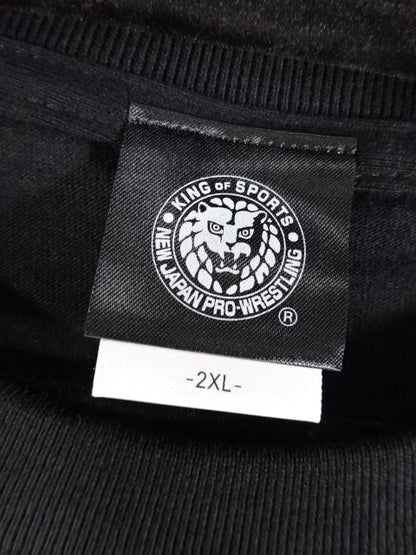 KING OF SPORTS
NEW JAPAN PRO-WRESTLING
®
-2XL-